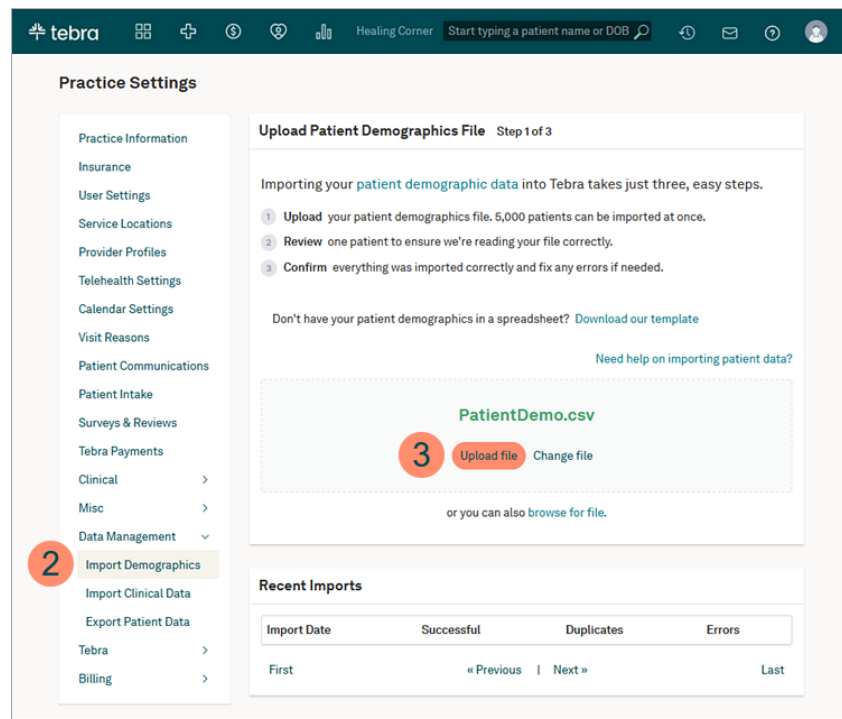 tebra
Healing Corner
Start typing a patient name or DOB
Practice Settings
Practice Information
Insurance
User Settings
Service Locations
Provider Profiles
Telehealth Settings
Calendar Settings
Visit Reasons
Patient Communications
Patient Intake
Surveys & Reviews
Tebra Payments
Clinical
Misc
Data Management
2
Import Demographics
Import Clinical Data
Export Patient Data
Tebra
Billing
Upload Patient Demographics File Step 1 of 3
Importing your patient demographic data into Tebra takes just three, easy steps.
1 Upload your patient demographics file. 5,000 patients can be imported at once.
2 Review one patient to ensure we're reading your file correctly.
3 Confirm everything was imported correctly and fix any errors if needed.
Don't have your patient demographics in a spreadsheet? Download our template
Need help on importing patient data?
PatientDemo.csv
3 Upload file Change file
or you can also browse for file.
Recent Imports
Import Date Successful Duplicates Errors
First « Previous | Next » Last